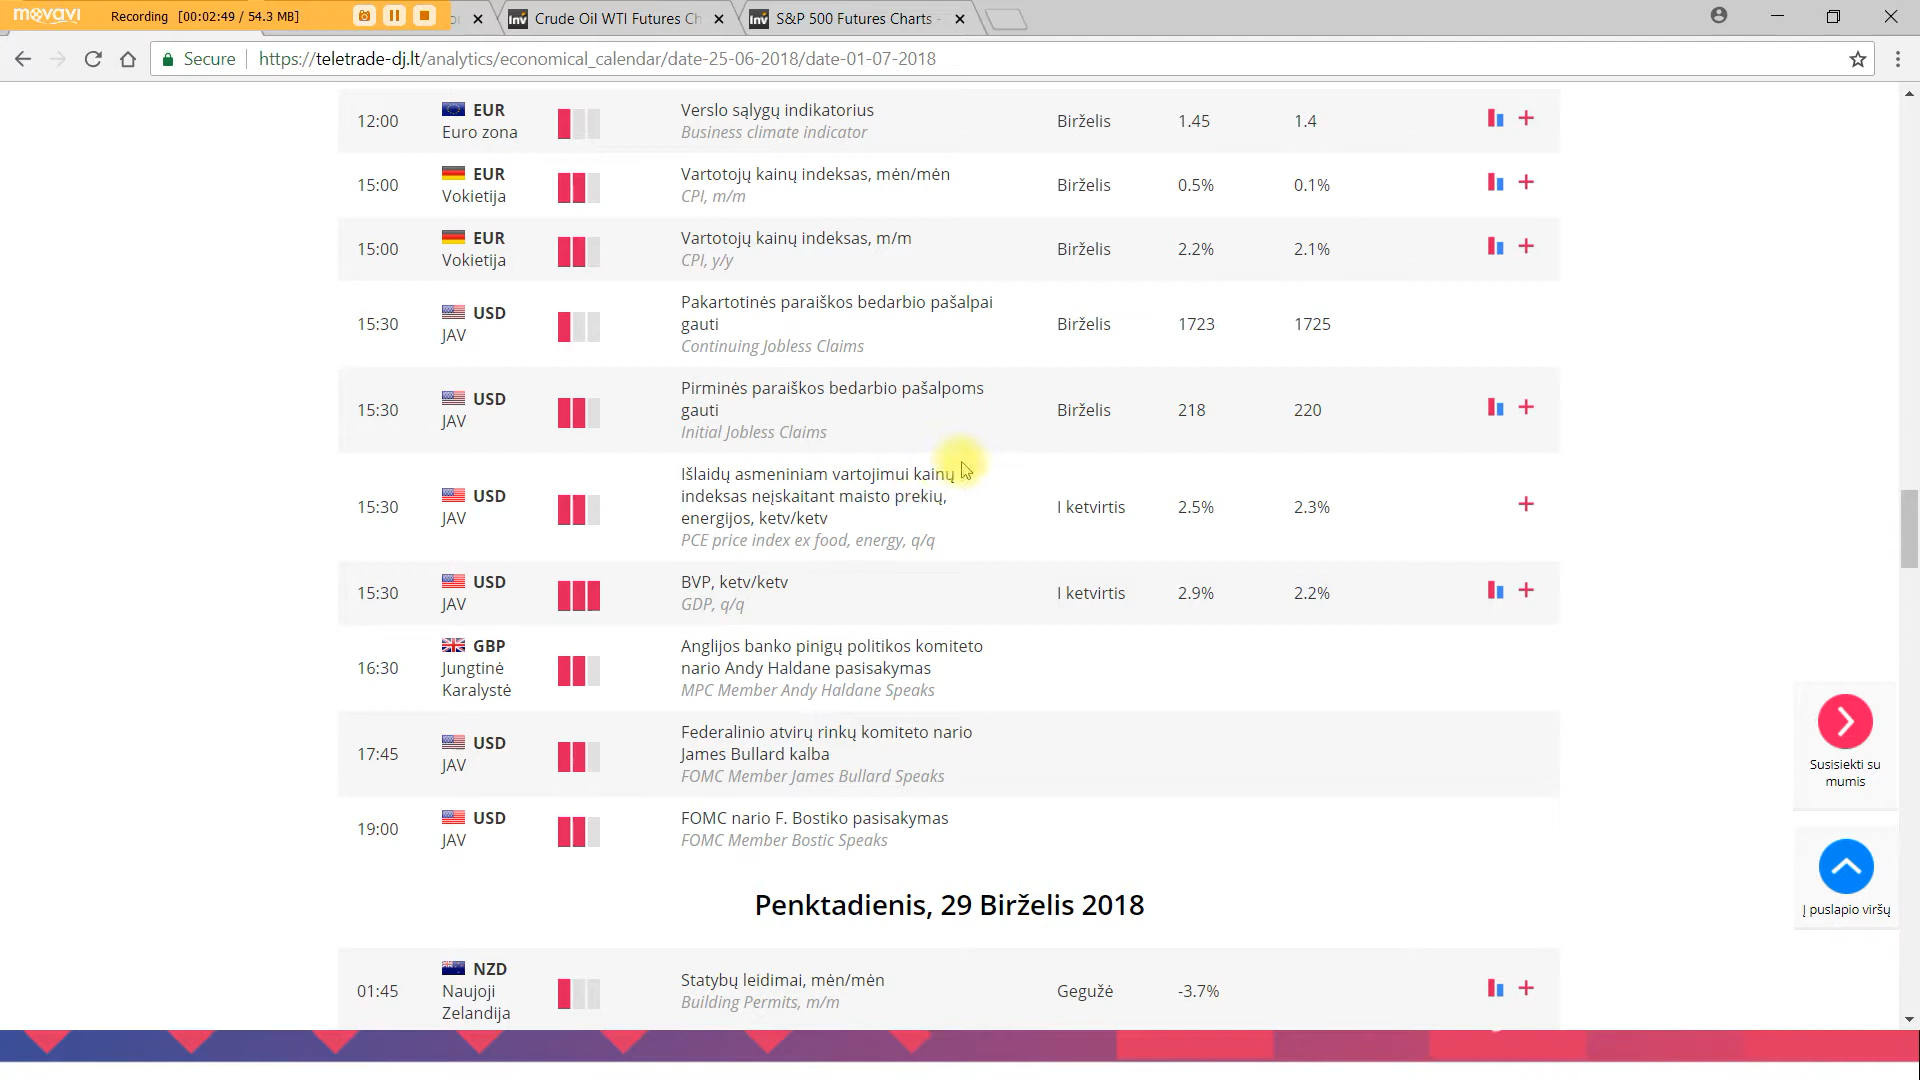 movavi
Recording [00:02:49 / 54.3 MB]
Crude Oil WTI Futures Ch
S&P 500 Futures Charts -
Secure
https://teletrade-dj.lt/analytics/economical_calendar/date-25-06-2018/date-01-07-2018
12:00
EUR
Euro zona
Verslo sąlygų indikatorius
Business climate indicator
Birželis
1.45
1.4
15:00
EUR
Vokietija
Vartotojų kainų indeksas, mėn/mėn
CPI, m/m
Birželis
0.5%
0.1%
15:00
EUR
Vokietija
Vartotojų kainų indeksas, m/m
CPI, y/y
Birželis
2.2%
2.1%
15:30
USD
JAV
Pakartotinės paraiškos bedarbio pašalpai
gauti
Continuing Jobless Claims
Birželis
1723
1725
15:30
USD
JAV
Pirminės paraiškos bedarbio pašalpoms
gauti
Initial Jobless Claims
Birželis
218
220
15:30
USD
JAV
Išlaidų asmeniniam vartojimui kainų
indeksas neįskaitant maisto prekių,
energijos, ketv/ketv
PCE price index ex food, energy, q/q
I ketvirtis
2.5%
2.3%
15:30
USD
JAV
BVP, ketv/ketv
GDP, q/q
I ketvirtis
2.9%
2.2%
16:30
GBP
Jungtinė
Karalystė
Anglijos banko pinigų politikos komiteto
nario Andy Haldane pasisakymas
MPC Member Andy Haldane Speaks
17:45
USD
JAV
Federalinio atvirų rinkų komiteto nario
James Bullard kalba
FOMC Member James Bullard Speaks
19:00
USD
JAV
FOMC nario F. Bostiko pasisakymas
FOMC Member Bostic Speaks
Susisiekti su
mumis
Į puslapio viršų
Penktadienis, 29 Birželis 2018
01:45
NZD
Naujoji
Zelandija
Statybų leidimai, mėn/mėn
Building Permits, m/m
Gegužė
-3.7%